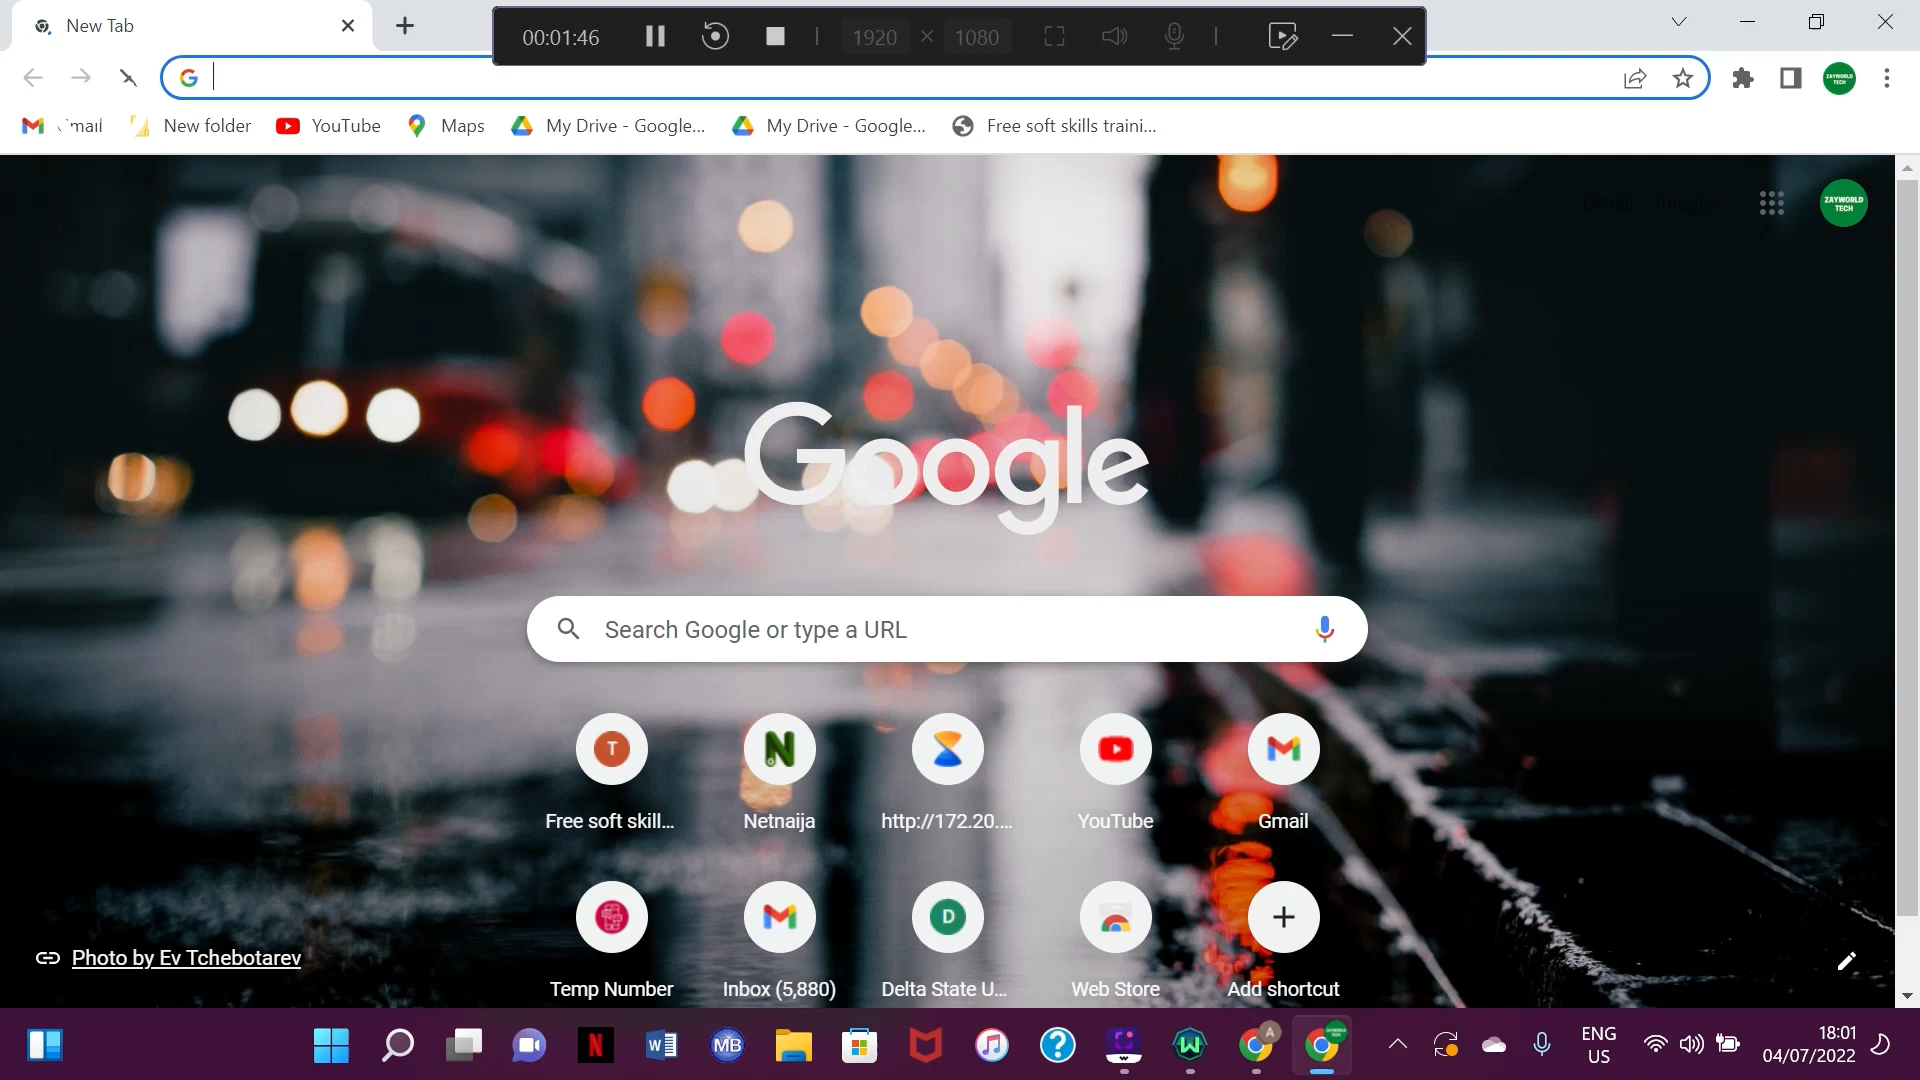 New Tab
00:01:46
1920 × 1080
mail
New folder
YouTube
Maps
My Drive - Google...
My Drive - Google...
Free soft skills traini...
ZAYWORLD
TECH
Google
Search Google or type a URL
T
Free soft skill...
Netnaija
http://172.20....
YouTube
Gmail
Temp Number
Inbox (5,880)
D
Delta State U...
Web Store
Add shortcut
Photo by Ev Tchebotarev
MB
A
ENG
US
18:01
04/07/2022